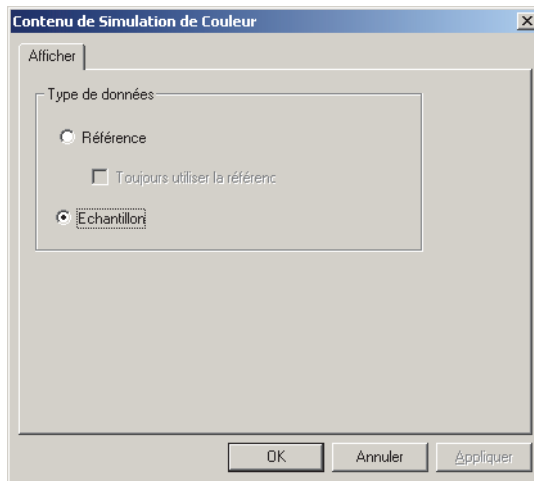 Contenu de Simulation de Couleur
Afficher
Type de données
Référence
Toujours utiliser la référenc
Echantillon
OK
Annuler
Appliquer